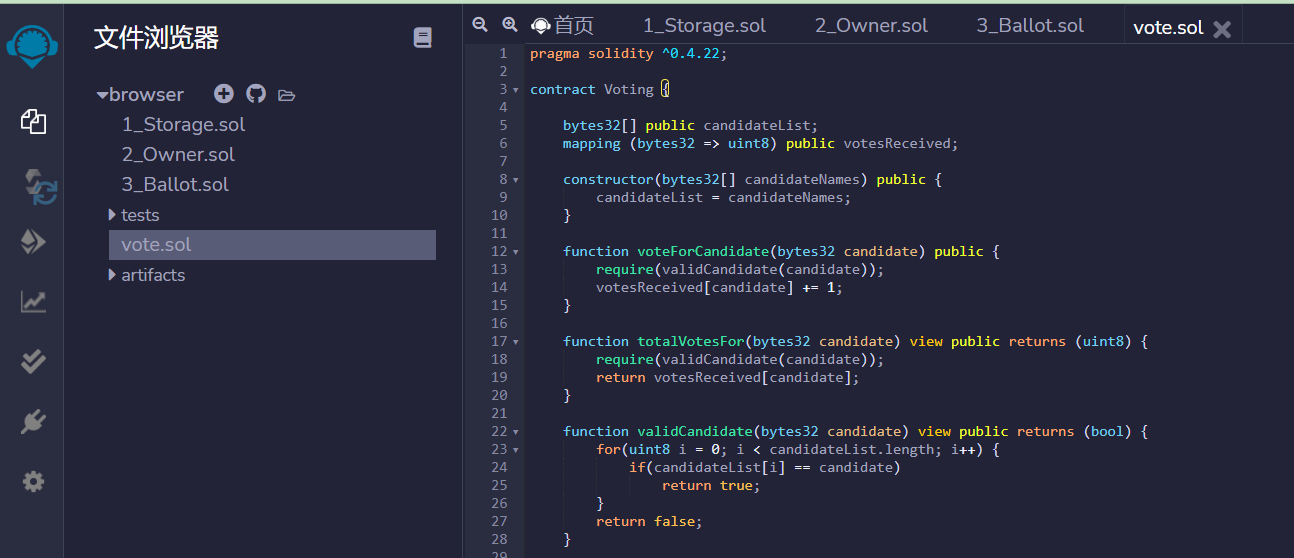 文件浏览器
browser
1_Storage.sol
2_Owner.sol
3_Ballot.sol
tests
vote.sol
artifacts
首页 1_Storage.sol 2_Owner.sol 3_Ballot.sol vote.sol
1 pragma solidity ^0.4.22;
2
3 contract Voting {
4
5 bytes32[] public candidateList;
6 mapping (bytes32 => uint8) public votesReceived;
7
8 constructor(bytes32[] candidateNames) public {
9 candidateList = candidateNames;
10 }
11
12 function voteForCandidate(bytes32 candidate) public {
13 require(validCandidate(candidate));
14 votesReceived[candidate] += 1;
15 }
16
17 function totalVotesFor(bytes32 candidate) view public returns (uint8) {
18 require(validCandidate(candidate));
19 return votesReceived[candidate];
20 }
21
22 function validCandidate(bytes32 candidate) view public returns (bool) {
23 for(uint8 i = 0; i < candidateList.length; i++) {
24 if(candidateList[i] == candidate)
25 return true;
26 }
27 return false;
28 }
29